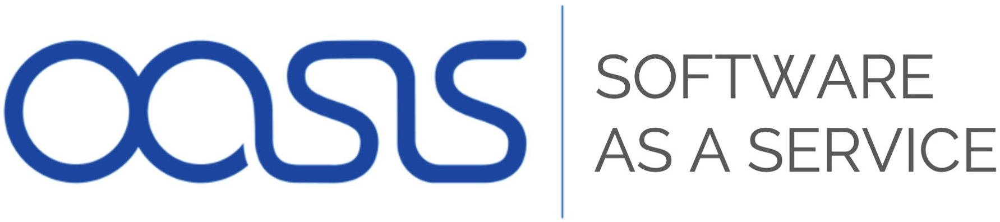 oasis
SOFTWARE
AS A SERVICE